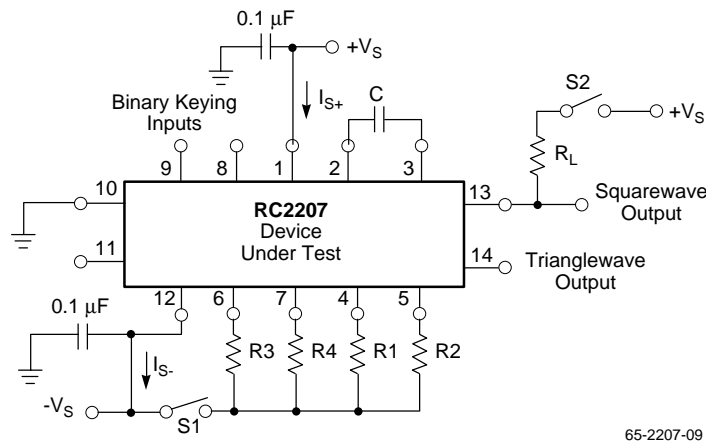 0.1 µF
+VS
IS+
C
S2
+VS
Binary Keying
Inputs
RL
9 8 1 2 3
10
13
RC2207
Device
Under Test
Squarewave
Output
11
14
Trianglewave
Output
12 6 7 4 5
0.1 µF
R3 R4 R1 R2
IS-
-VS
S1
65-2207-09